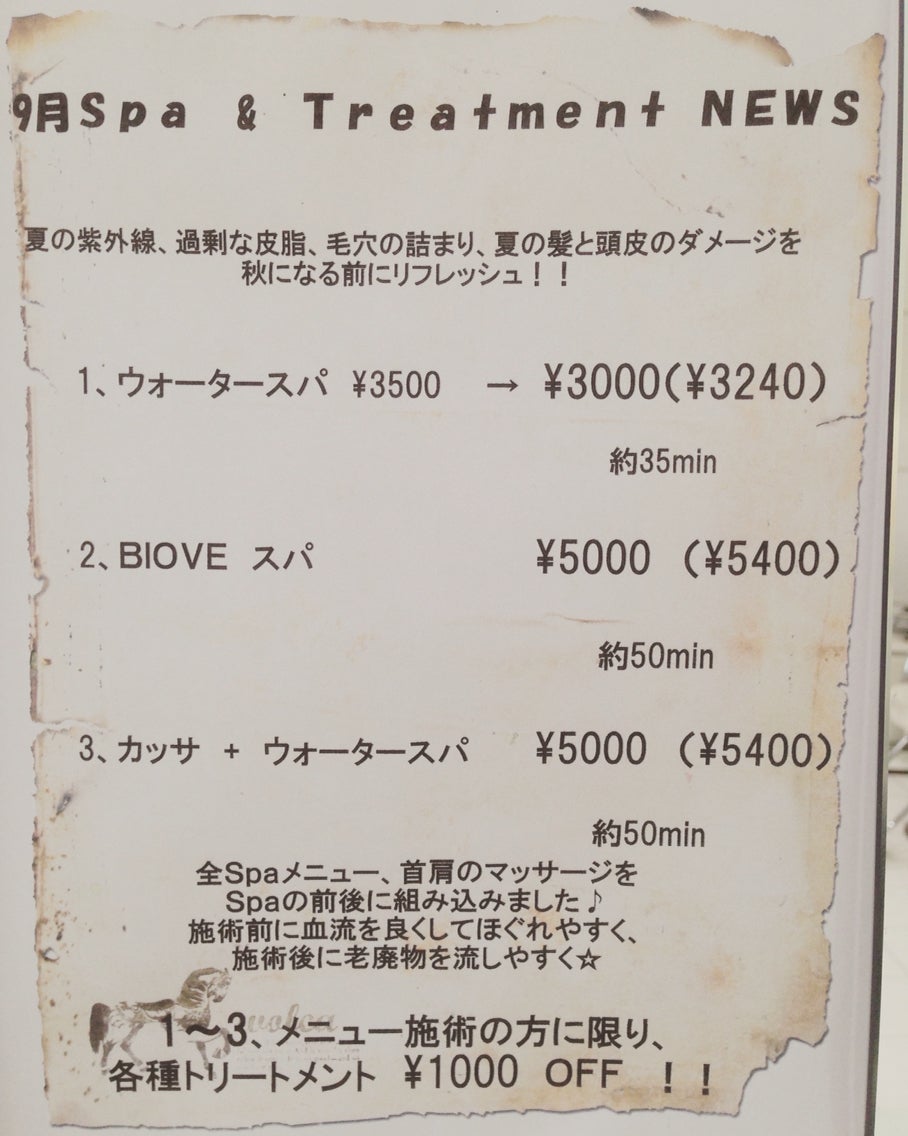 9月Spa & Treatment NEWS
夏の紫外線、過剰な皮脂、毛穴の詰まり、夏の髪と頭皮のダメージを
秋になる前にリフレッシュ！！
1、ウォータースパ ¥3500 → ¥3000(¥3240)
約35min
2、BIOVE スパ ¥5000 (¥5400)
約50min
3、カッサ + ウォータースパ ¥5000 (¥5400)
約50min
全Spaメニュー、首肩のマッサージを
Spaの前後に組み込みました♪
施術前に血流を良くしてほぐれやすく、
施術後に老廃物を流しやすく☆
1〜3、メニュー施術の方に限り、
各種トリートメント ¥1000 OFF ！！